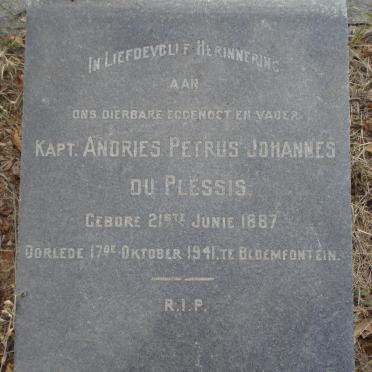 IN LIEFDEVOLLE HERINNERING
AAN
ONS DIERBARE EGGENOOT EN VADER
KAPT. ANDRIES PETRUS JOHANNES
DU PLESSIS.
GEBORE 21STE JUNIE 1887
OORLEDE 17DE OKTOBER 1941. TE BLOEMFONTEIN.
R.I.P.